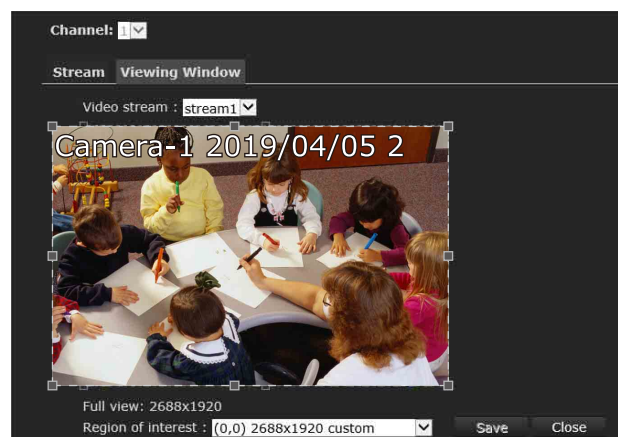 Channel: 1
Stream Viewing Window
Video stream : stream1
Camera-1 2019/04/05 2
Full view: 2688x1920
Region of interest : (0,0) 2688x1920 custom Save Close